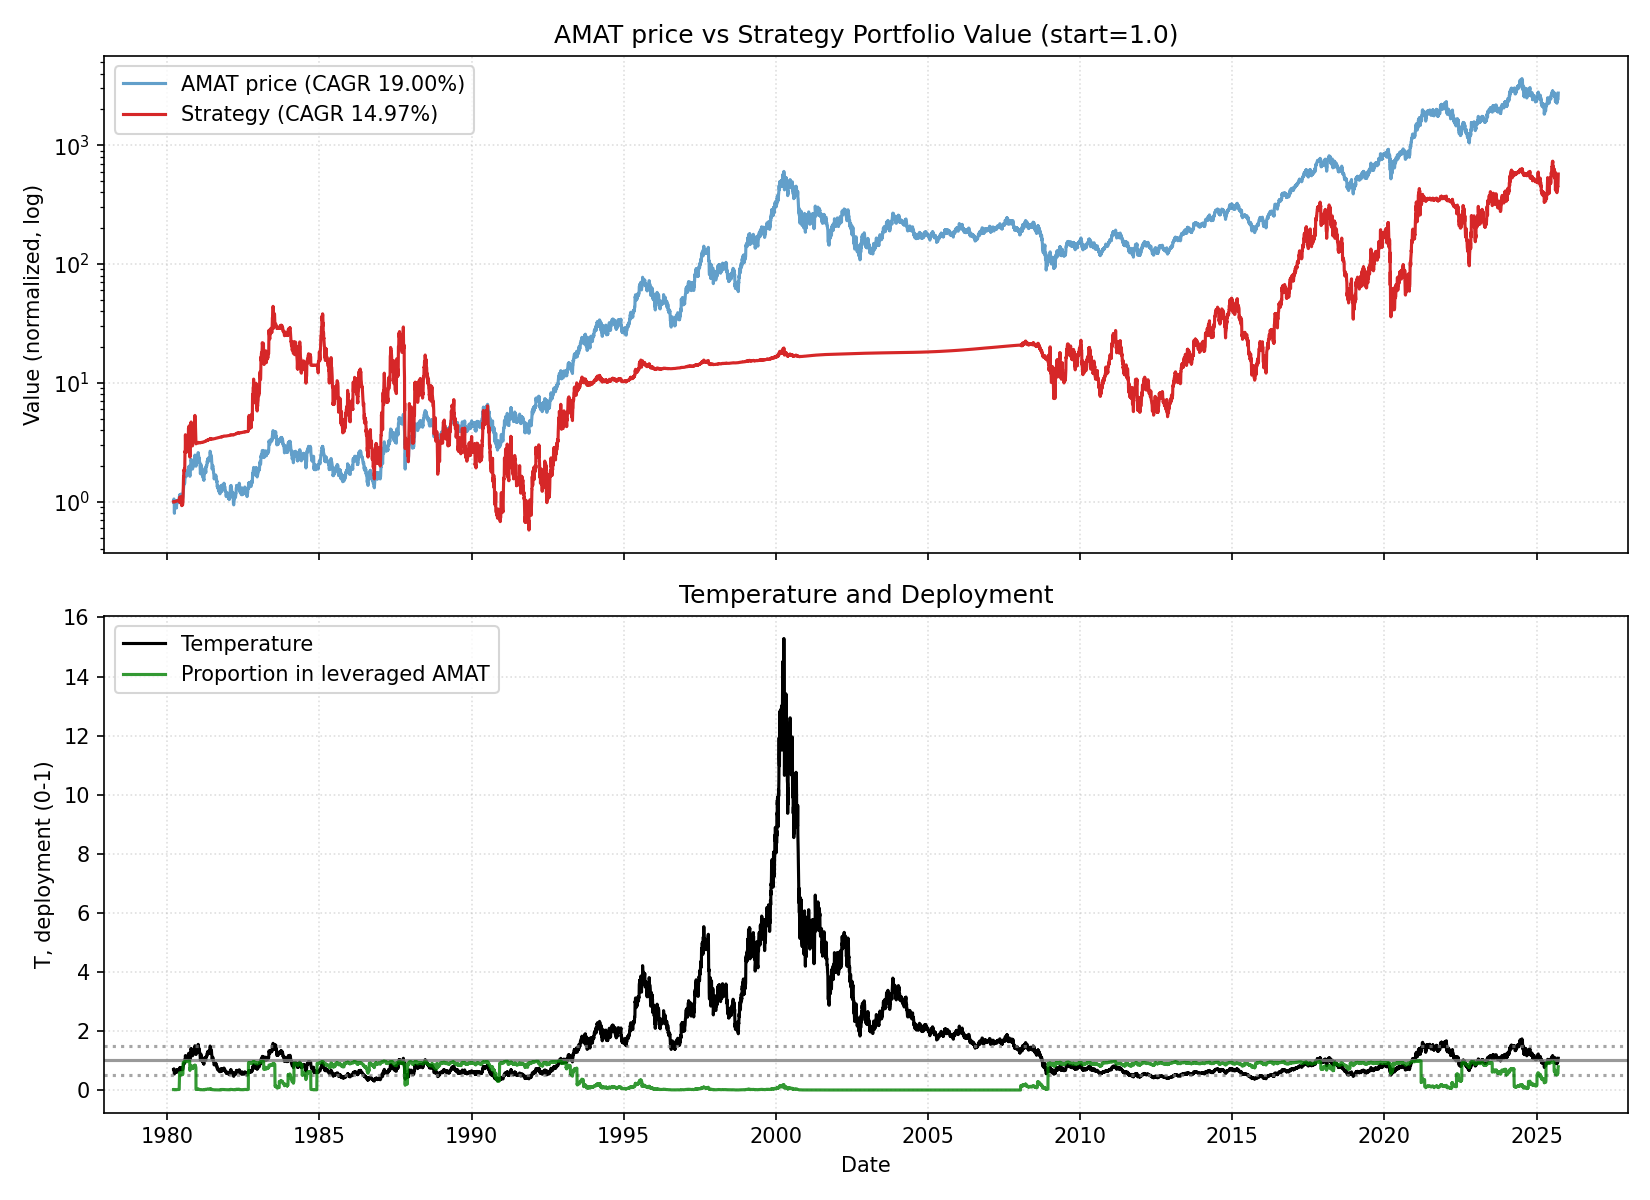 AMAT price vs Strategy Portfolio Value (start=1.0)
AMAT price (CAGR 19.00%)
Strategy (CAGR 14.97%)
Value (normalized, log)
10³
10²
10¹
10⁰
Temperature and Deployment
Temperature
Proportion in leveraged AMAT
T, deployment (0-1)
16
14
12
10
8
6
4
2
0
1980 1985 1990 1995 2000 2005 2010 2015 2020 2025
Date